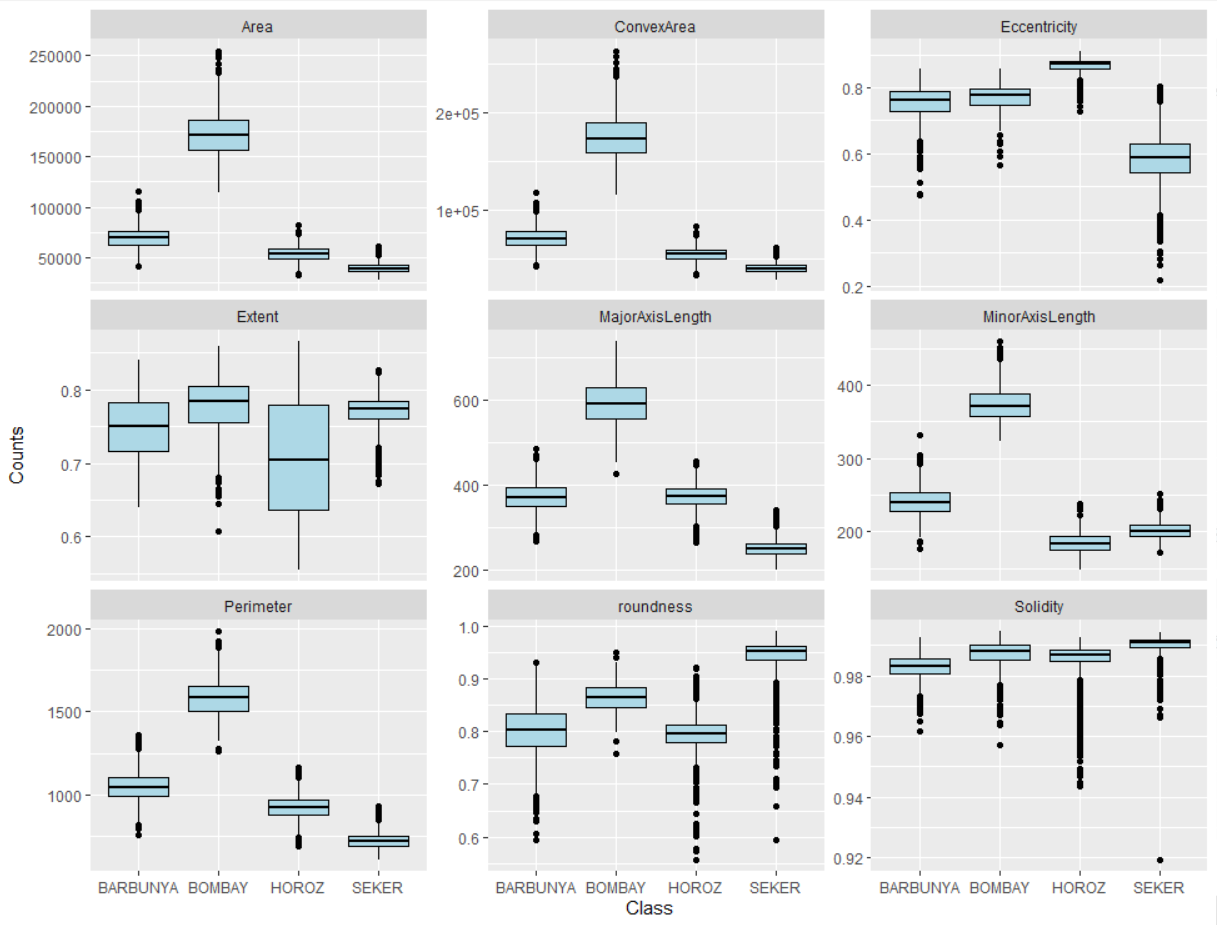 Area
ConvexArea
Eccentricity
250000
200000
150000
100000
50000
2e+05
1e+05
0.8
0.6
0.4
0.2
Extent
MajorAxisLength
MinorAxisLength
0.8
0.7
0.6
600
400
200
400
300
200
Counts
Perimeter
roundness
Solidity
2000
1500
1000
1.0
0.9
0.8
0.7
0.6
0.98
0.96
0.94
0.92
BARBUNYA BOMBAY HOROZ SEKER
BARBUNYA BOMBAY HOROZ SEKER
BARBUNYA BOMBAY HOROZ SEKER
Class